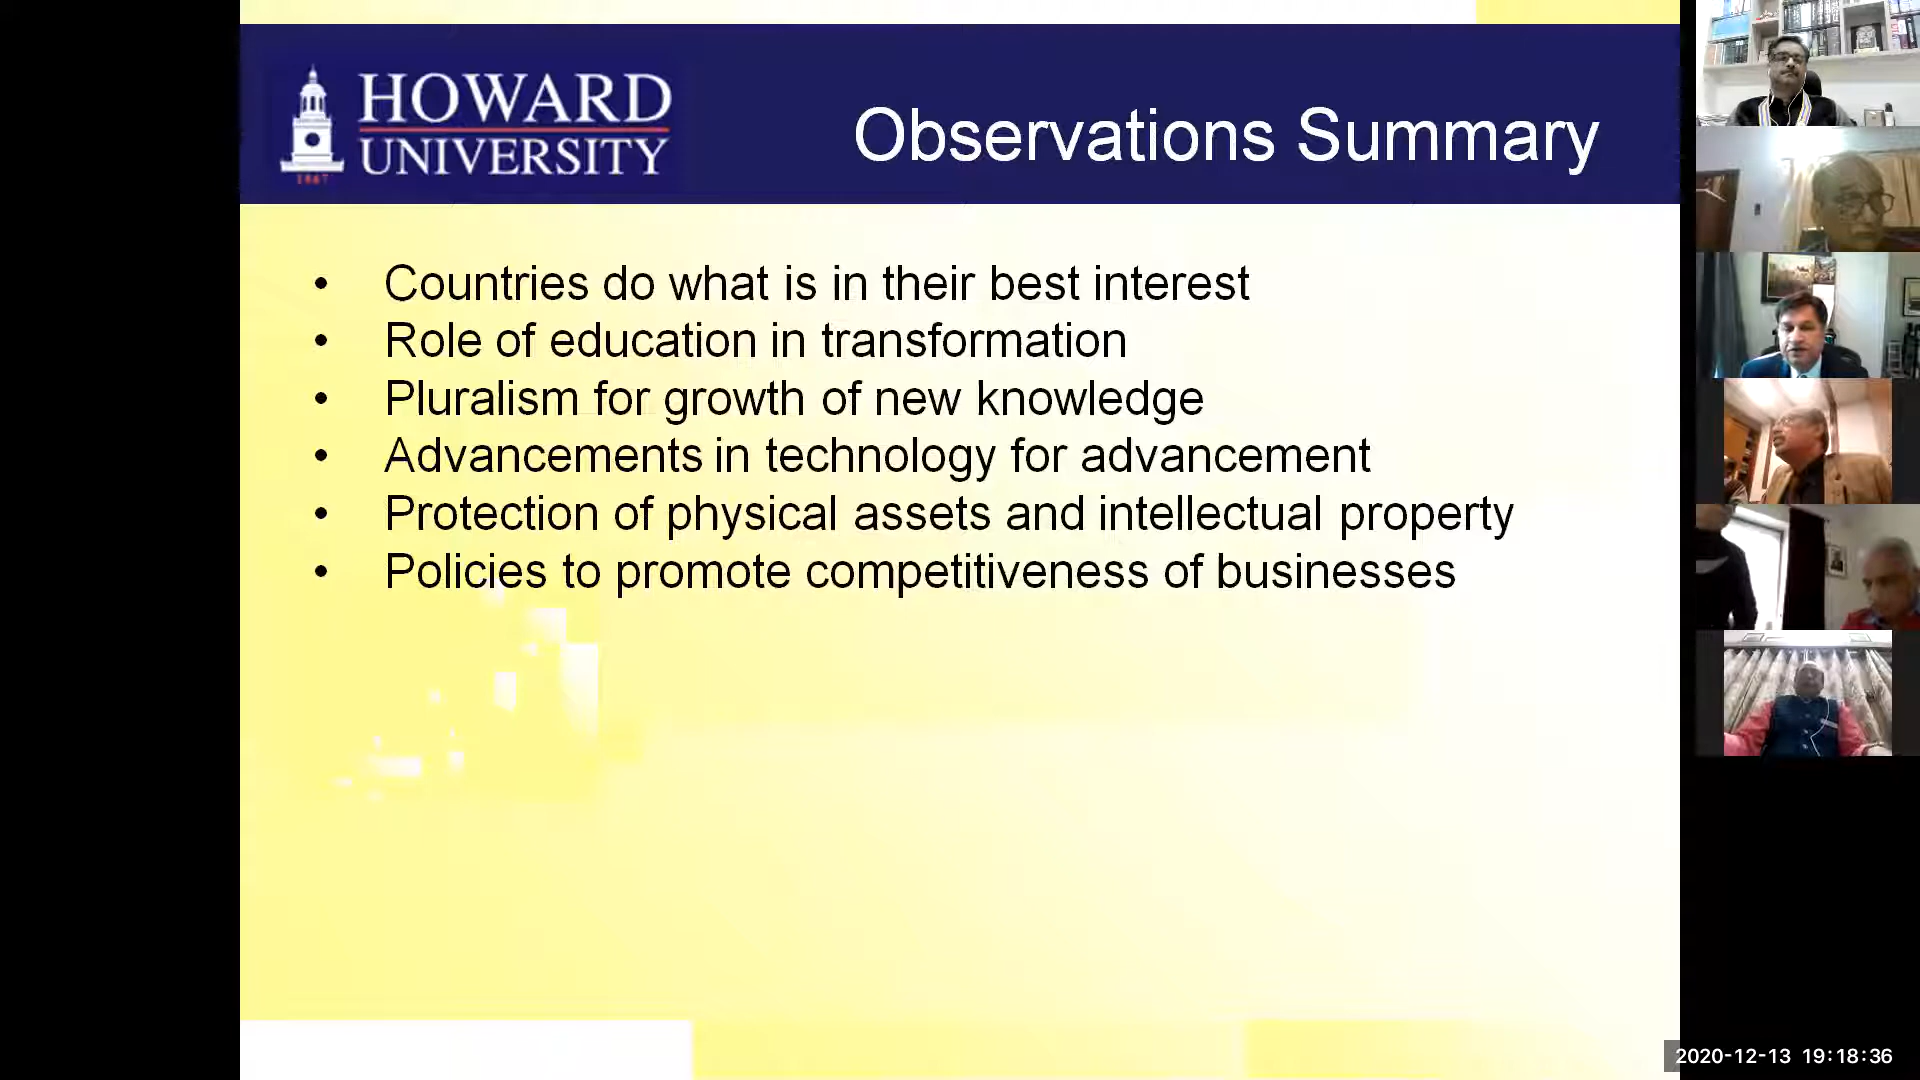 HOWARD
UNIVERSITY
1867
Observations Summary
• Countries do what is in their best interest
• Role of education in transformation
• Pluralism for growth of new knowledge
• Advancements in technology for advancement
• Protection of physical assets and intellectual property
• Policies to promote competitiveness of businesses
2020-12-13 19:18:36